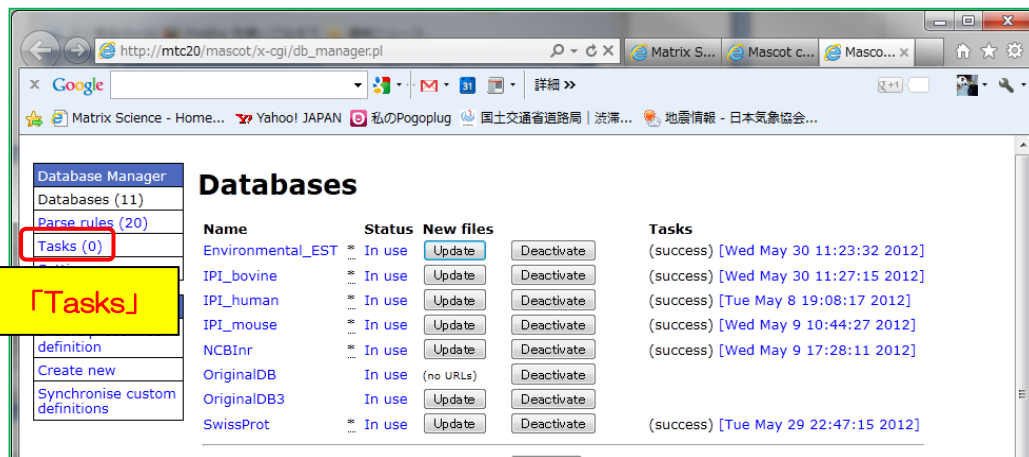 http://mtc20/mascot/x-cgi/db_manager.pl
Matrix S...
Mascot c...
Masco...
x Google
詳細 »
Matrix Science - Home...
Yahoo! JAPAN
私のPogoplug
国土交通省道路局｜渋滞...
地震情報 - 日本気象協会...
Database Manager
Databases (11)
Parse rules (20)
Tasks (0)
「Tasks」
definition
Create new
Synchronise custom
definitions
Databases
Name Status New files Tasks
Environmental_EST * In use Update Deactivate (success) [Wed May 30 11:23:32 2012]
IPI_bovine * In use Update Deactivate (success) [Wed May 30 11:27:15 2012]
IPI_human * In use Update Deactivate (success) [Tue May 8 19:08:17 2012]
IPI_mouse * In use Update Deactivate (success) [Wed May 9 10:44:27 2012]
NCBInr * In use Update Deactivate (success) [Wed May 9 17:28:11 2012]
OriginalDB In use (no URLs) Deactivate
OriginalDB3 In use Update Deactivate
SwissProt * In use Update Deactivate (success) [Tue May 29 22:47:15 2012]